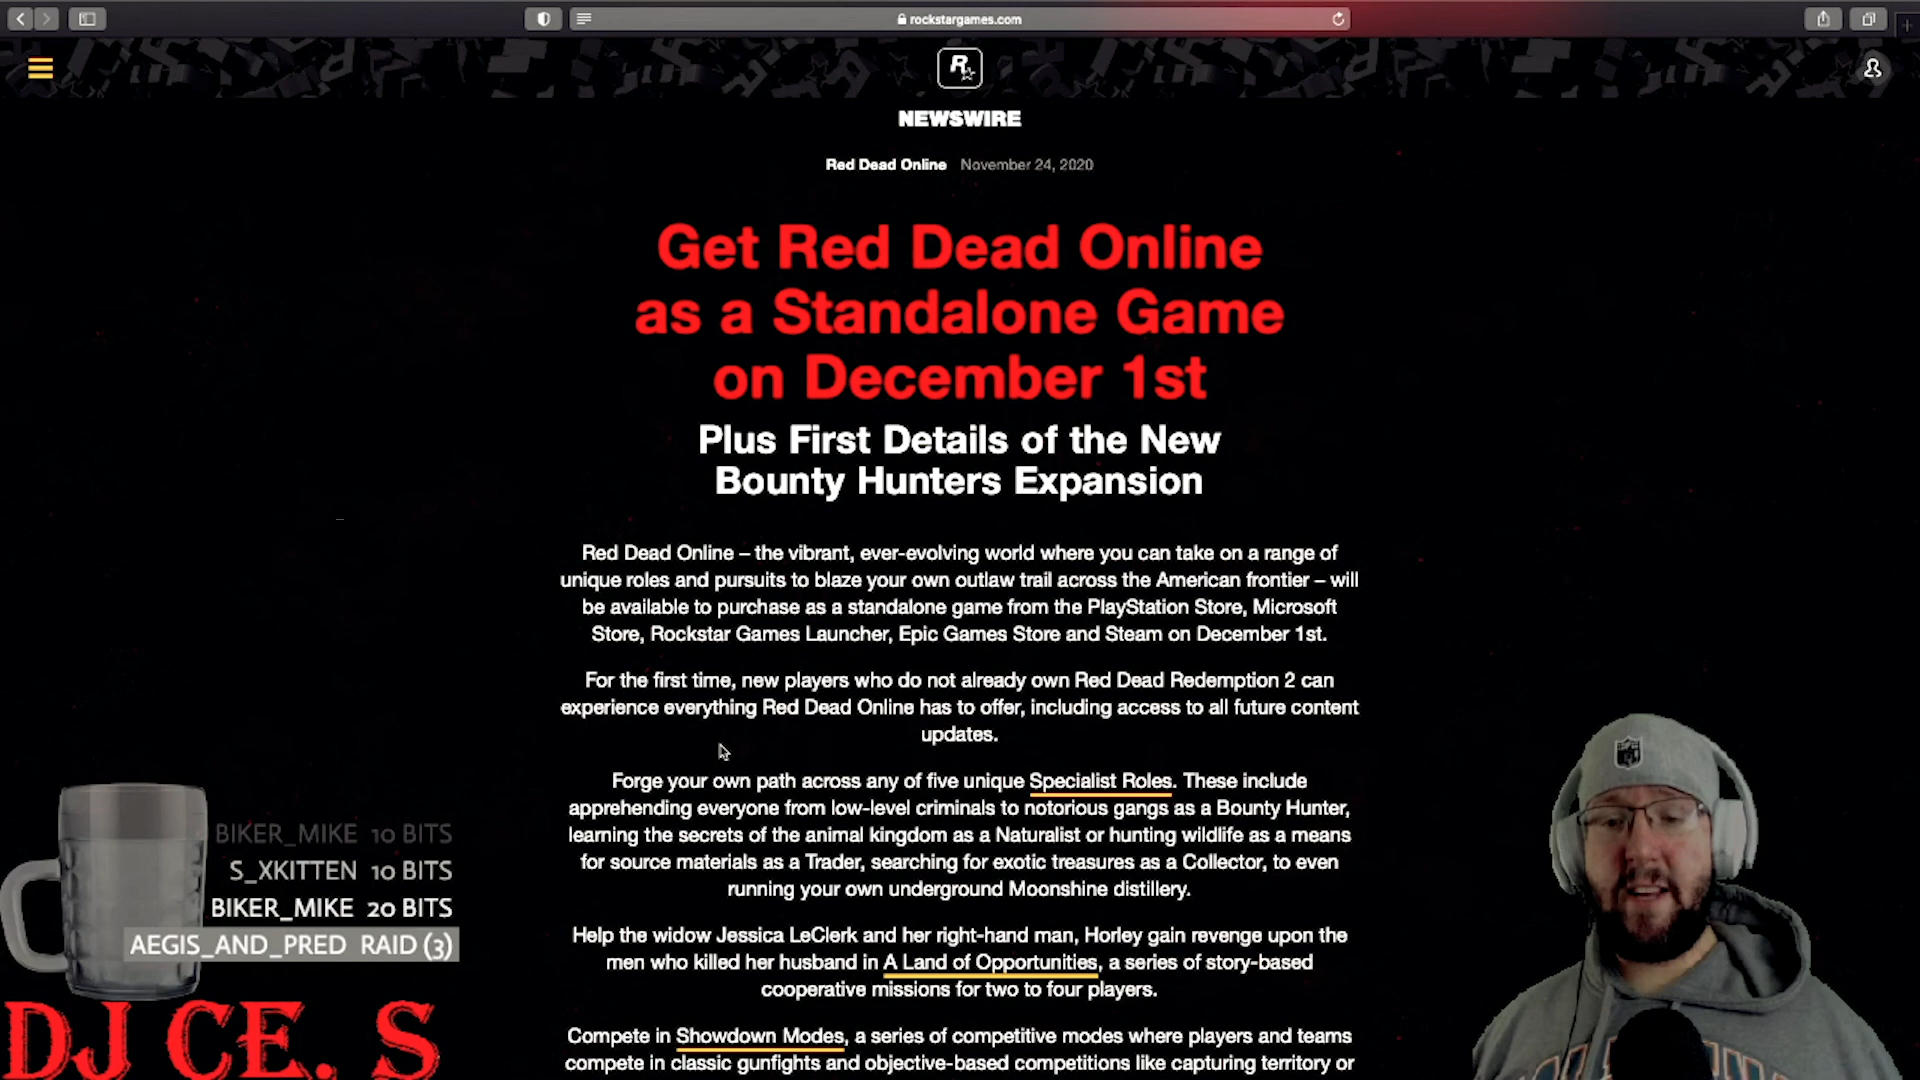 rockstargames.com
R
NEWSWIRE
Red Dead Online November 24, 2020
Get Red Dead Online
as a Standalone Game
on December 1st
Plus First Details of the New
Bounty Hunters Expansion
Red Dead Online – the vibrant, ever-evolving world where you can take on a range of
unique roles and pursuits to blaze your own outlaw trail across the American frontier – will
be available to purchase as a standalone game from the PlayStation Store, Microsoft
Store, Rockstar Games Launcher, Epic Games Store and Steam on December 1st.
For the first time, new players who do not already own Red Dead Redemption 2 can
experience everything Red Dead Online has to offer, including access to all future content
updates.
Forge your own path across any of five unique Specialist Roles. These include
apprehending everyone from low-level criminals to notorious gangs as a Bounty Hunter,
learning the secrets of the animal kingdom as a Naturalist or hunting wildlife as a means
for source materials as a Trader, searching for exotic treasures as a Collector, to even
running your own underground Moonshine distillery.
Help the widow Jessica LeClerk and her right-hand man, Horley gain revenge upon the
men who killed her husband in A Land of Opportunities, a series of story-based
cooperative missions for two to four players.
Compete in Showdown Modes, a series of competitive modes where players and teams
compete in classic gunfights and objective-based competitions like capturing territory or
BIKER_MIKE 10 BITS
S_XKITTEN 10 BITS
BIKER_MIKE 20 BITS
AEGIS_AND_PRED RAID (3)
DJ CE. S
NFL